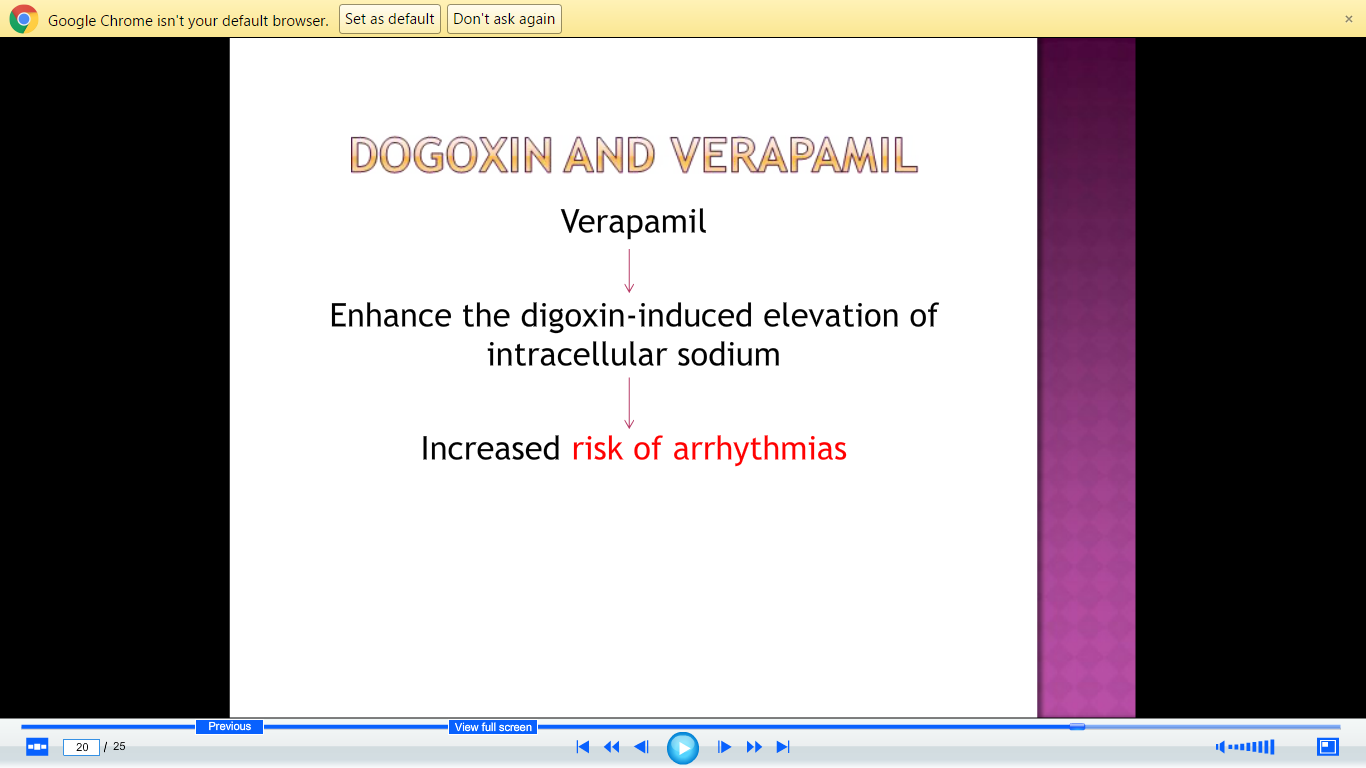 Google Chrome isn't your default browser. Set as default Don't ask again ×
DOGOXIN AND VERAPAMIL
Verapamil
Enhance the digoxin-induced elevation of
intracellular sodium
Increased risk of arrhythmias
Previous View full screen
20 / 25